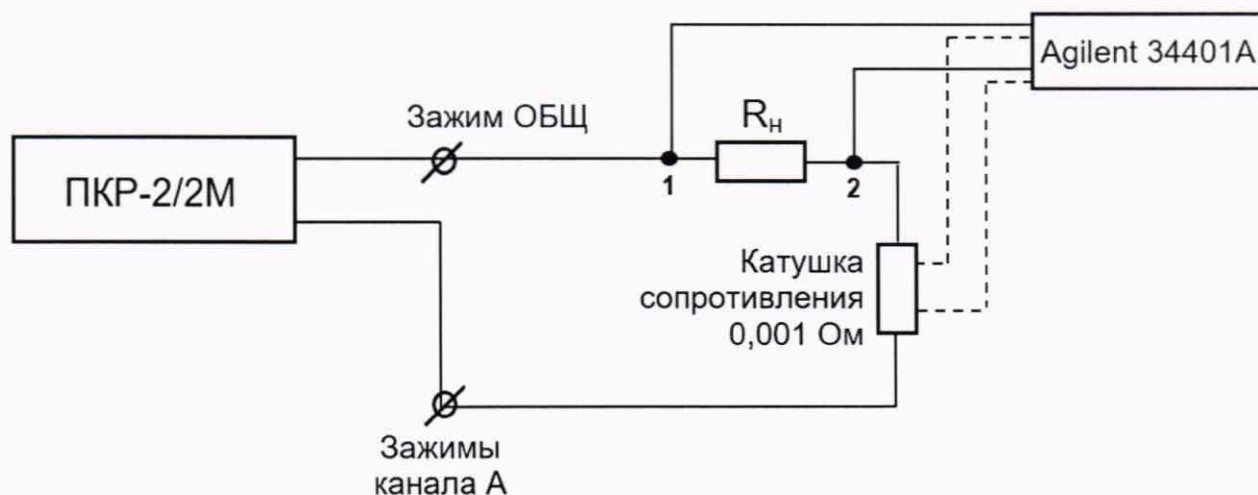 Agilent 34401A
Зажим ОБЩ
Rн
ПКР-2/2М
1
2
Катушка
сопротивления
0,001 Ом
Зажимы
канала А